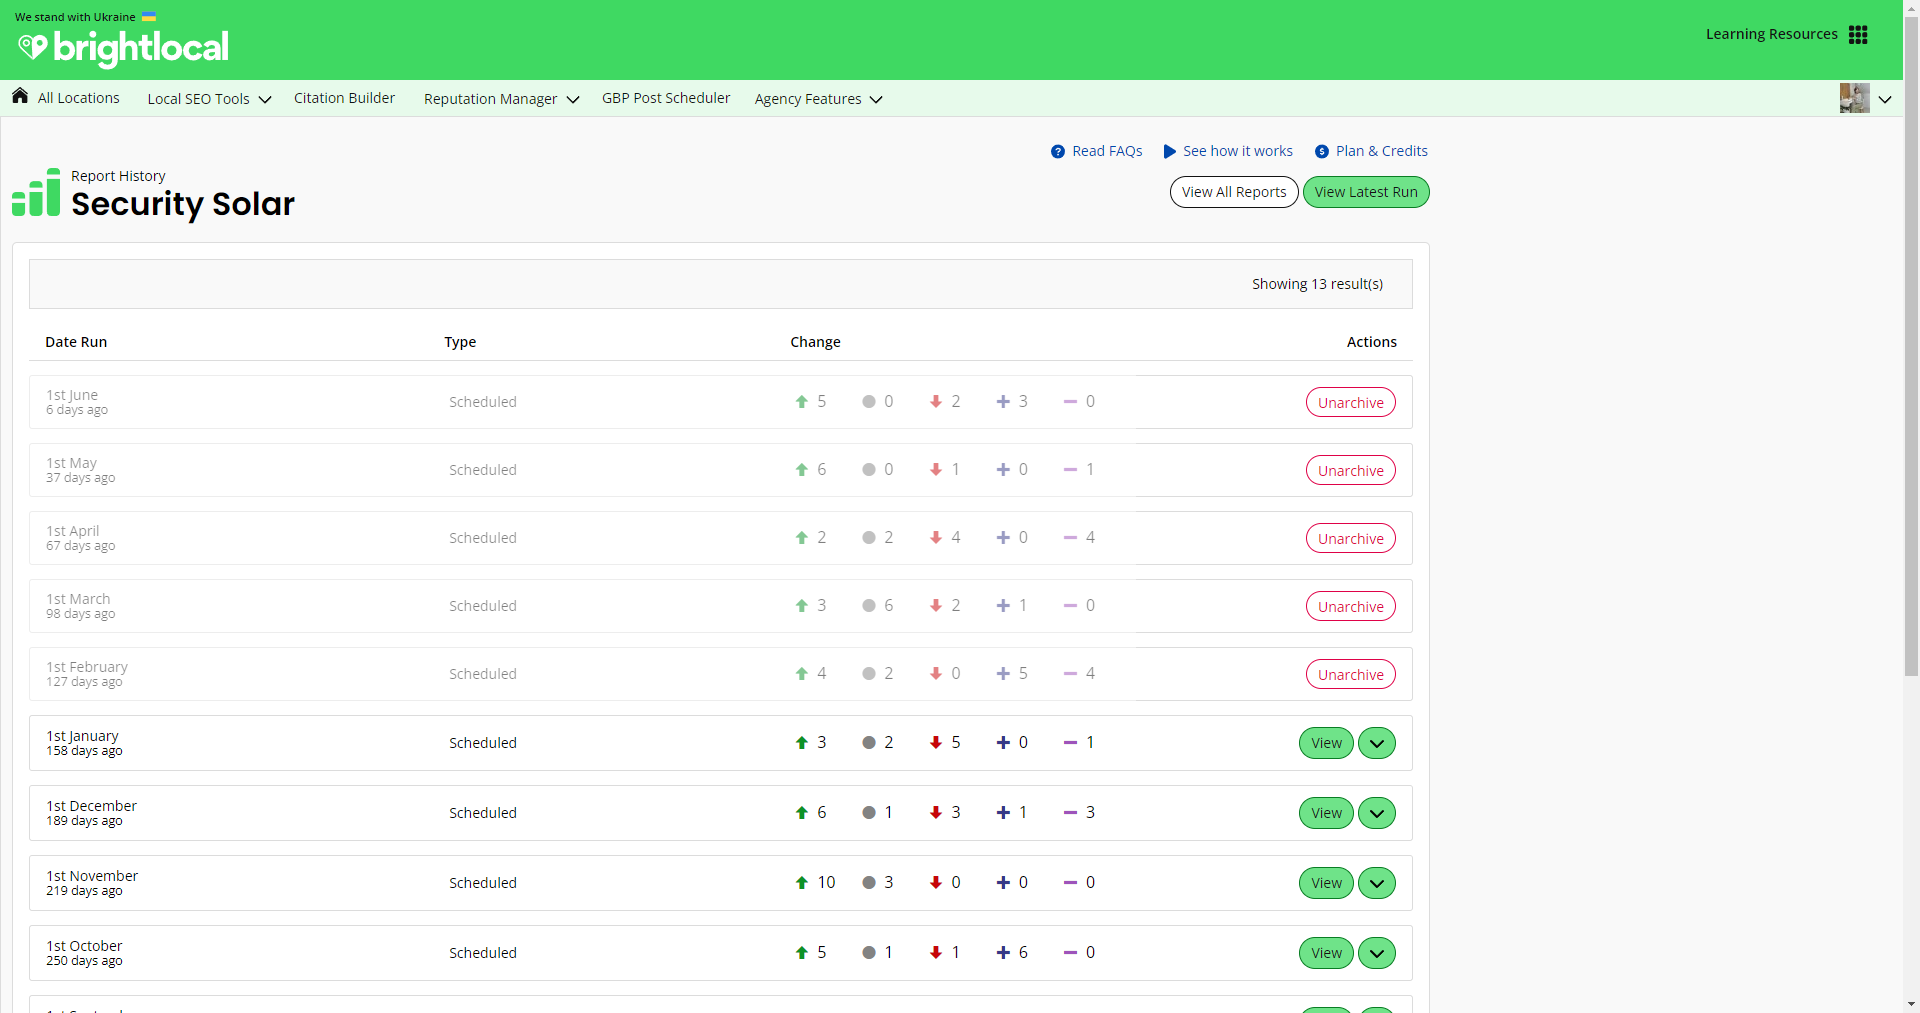 We stand with Ukraine
brightlocal
Learning Resources
All Locations
Local SEO Tools
Citation Builder
Reputation Manager
GBP Post Scheduler
Agency Features
Read FAQs
See how it works
Plan & Credits
Report History
Security Solar
View All Reports
View Latest Run
Showing 13 result(s)
Date Run Type Change Actions
1st June
6 days ago
Scheduled 5 0 2 3 0 Unarchive
1st May
37 days ago
Scheduled 6 0 1 0 1 Unarchive
1st April
67 days ago
Scheduled 2 2 4 0 4 Unarchive
1st March
98 days ago
Scheduled 3 6 2 1 0 Unarchive
1st February
127 days ago
Scheduled 4 2 0 5 4 Unarchive
1st January
158 days ago
Scheduled 3 2 5 0 1 View
1st December
189 days ago
Scheduled 6 1 3 1 3 View
1st November
219 days ago
Scheduled 10 3 0 0 0 View
1st October
250 days ago
Scheduled 5 1 1 6 0 View